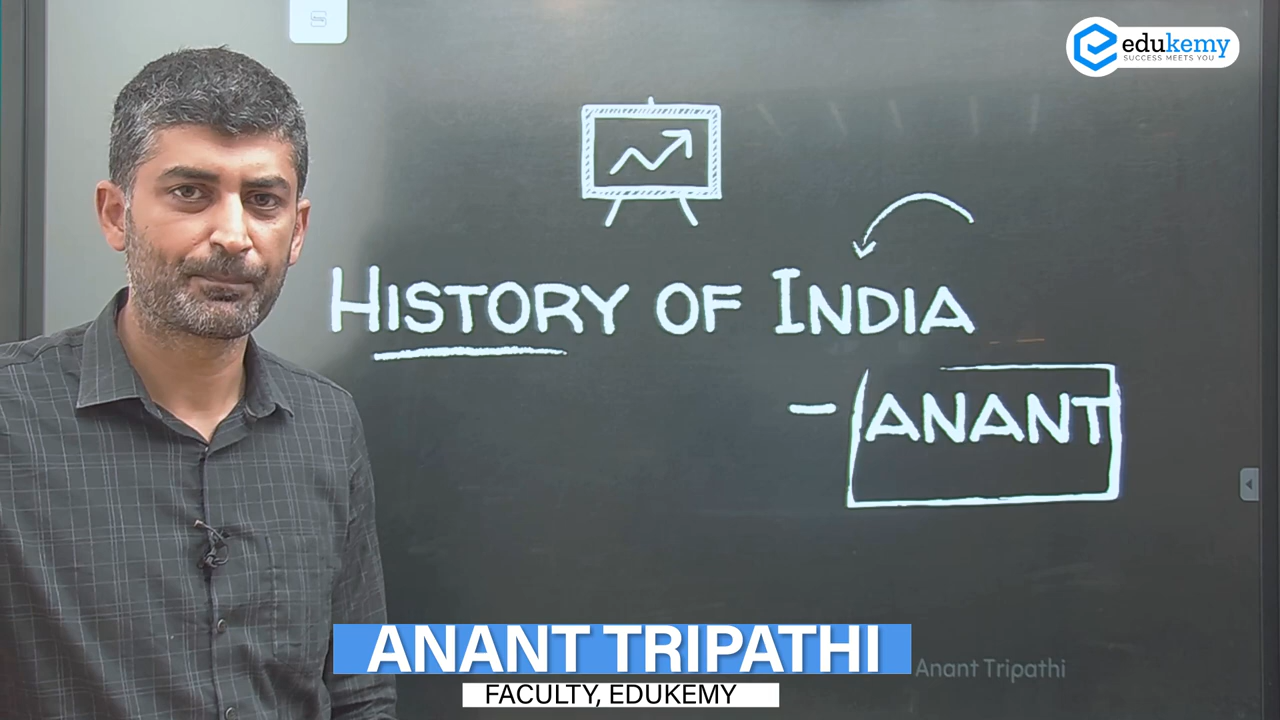 edukemy
SUCCESS MEETS YOU
HISTORY OF INDIA
- ANANT
ANANT TRIPATHI
Anant Tripathi
FACULTY, EDUKEMY